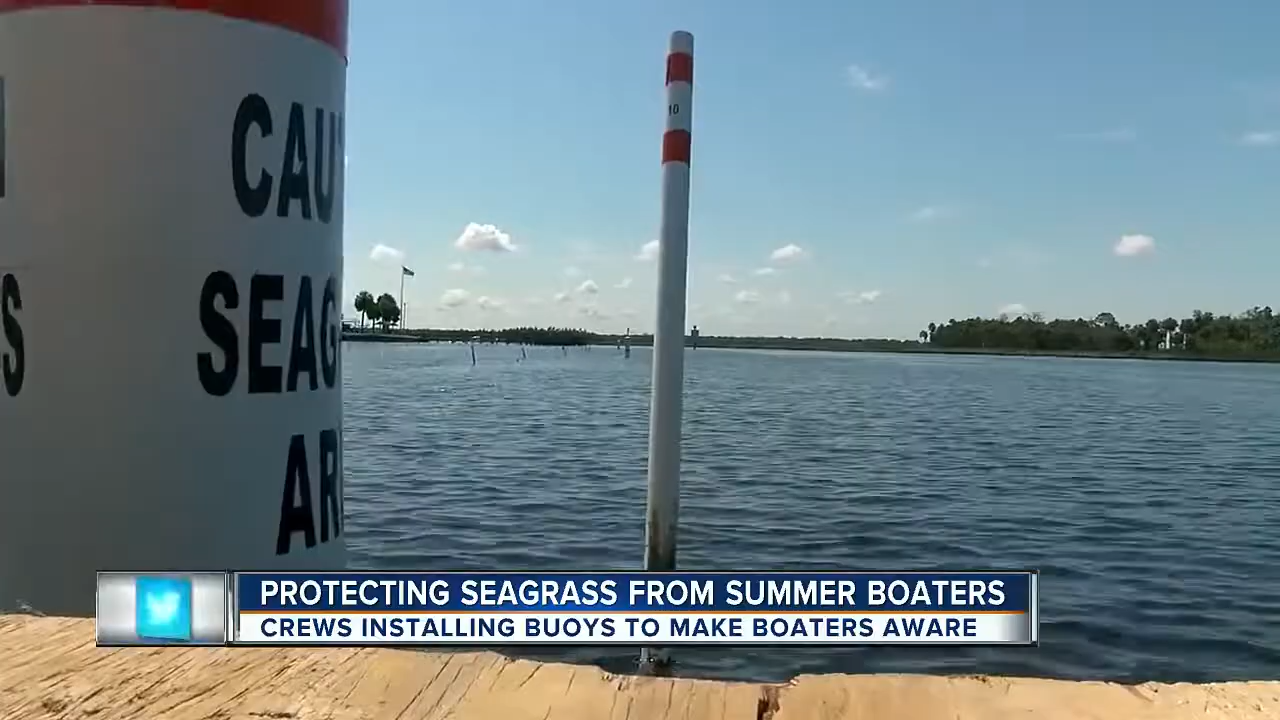 CAU
SEAG
AR
S
10
PROTECTING SEAGRASS FROM SUMMER BOATERS
CREWS INSTALLING BUOYS TO MAKE BOATERS AWARE